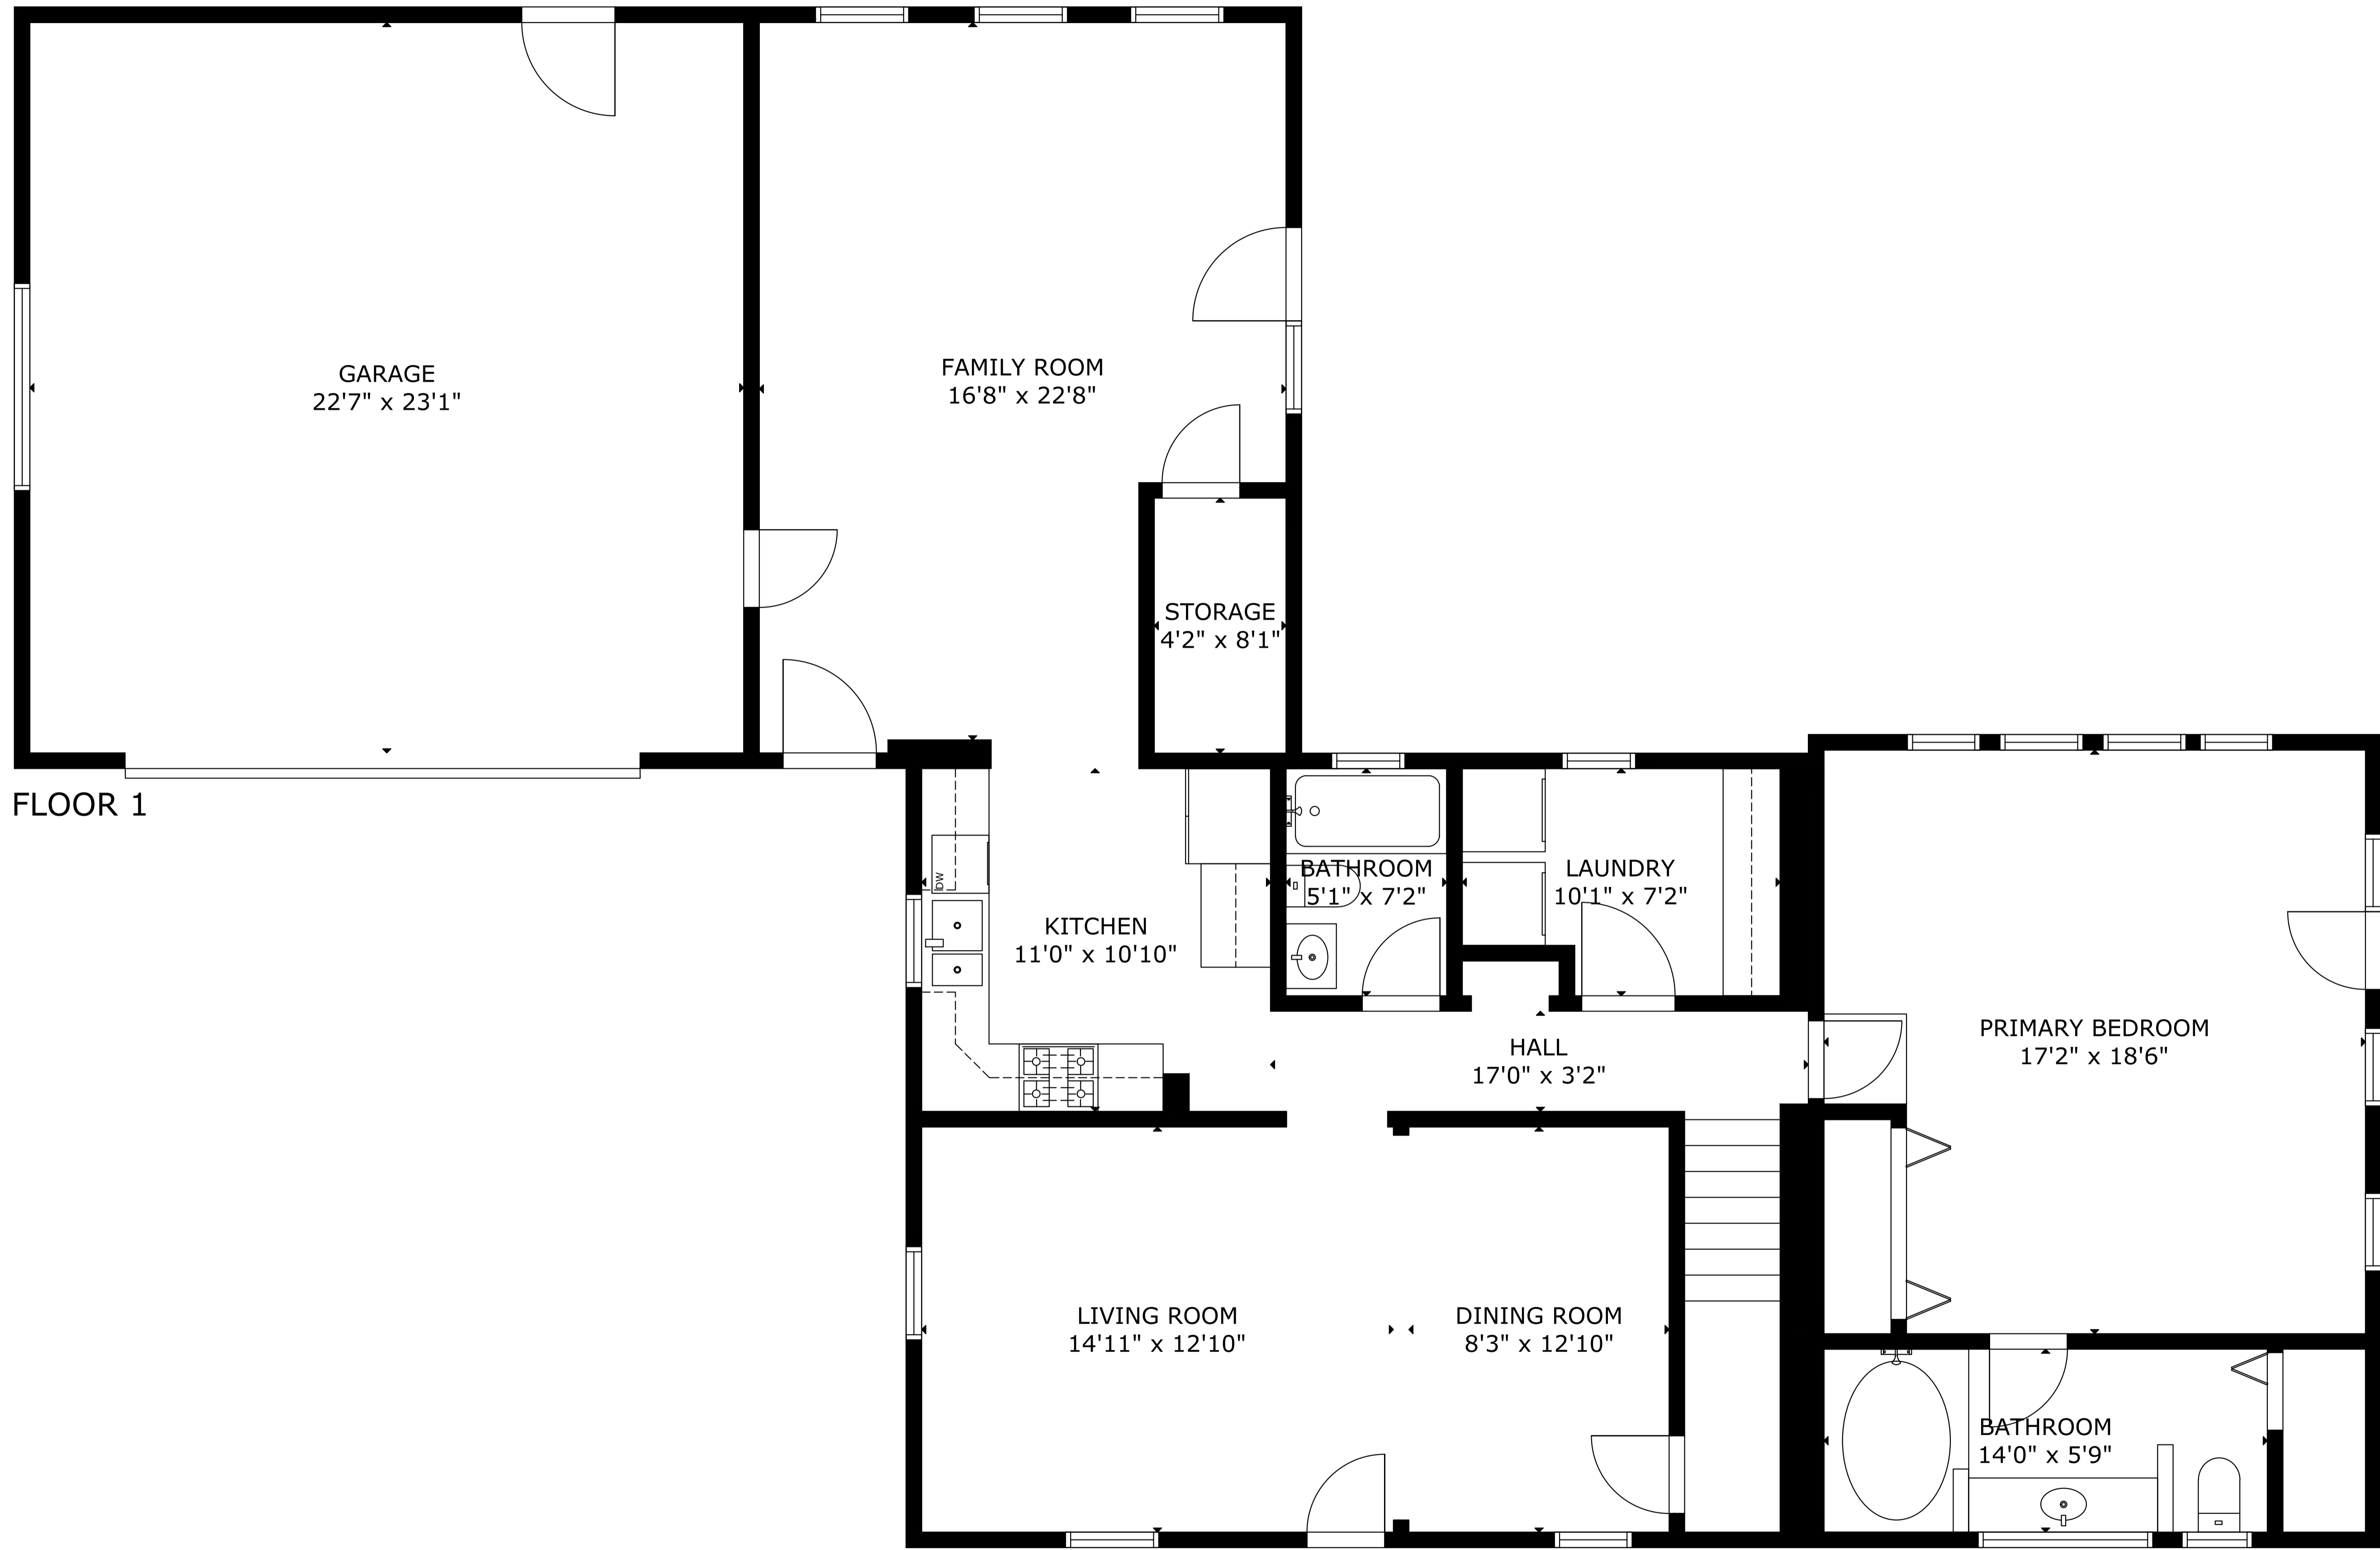 GARAGE
22'7" x 23'1"
FAMILY ROOM
16'8" x 22'8"
STORAGE
4'2" x 8'1"
FLOOR 1
DW
KITCHEN
11'0" x 10'10"
BATHROOM
5'1" x 7'2"
LAUNDRY
10'1" x 7'2"
HALL
17'0" x 3'2"
PRIMARY BEDROOM
17'2" x 18'6"
LIVING ROOM
14'11" x 12'10"
DINING ROOM
8'3" x 12'10"
BATHROOM
14'0" x 5'9"